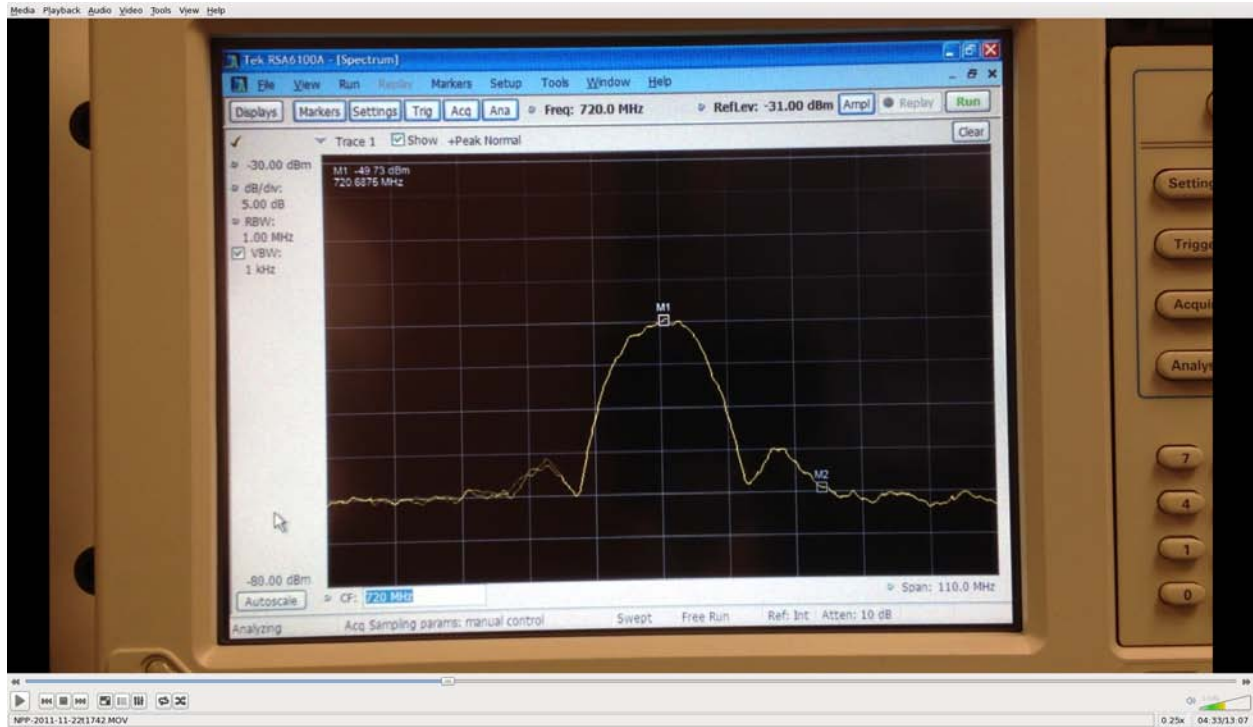 Media Playback Audio Video Tools View Help
Tek RSA6100A - [Spectrum]
File View Run Replay Markers Setup Tools Window Help
Displays Markers Settings Trig Acq Ana Freq: 720.0 MHz RefLev: -31.00 dBm Ampl Replay Run
Trace 1 Show +Peak Normal Clear
-30.00 dBm
dB/div:
5.00 dB
RBW:
1.00 MHz
VBW:
1 kHz
M1 -49.73 dBm
720.6875 MHz
M1
M2
-80.00 dBm
Autoscale CF: 720 MHz Span: 110.0 MHz
Analyzing Acq Sampling params: manual control Swept Free Run Ref: Int Atten: 10 dB
Setting
Trigge
Acqui
Analys
7
4
1
0
NPP-2011-11-22t1742.MOV 0.25x 04:33/13:07